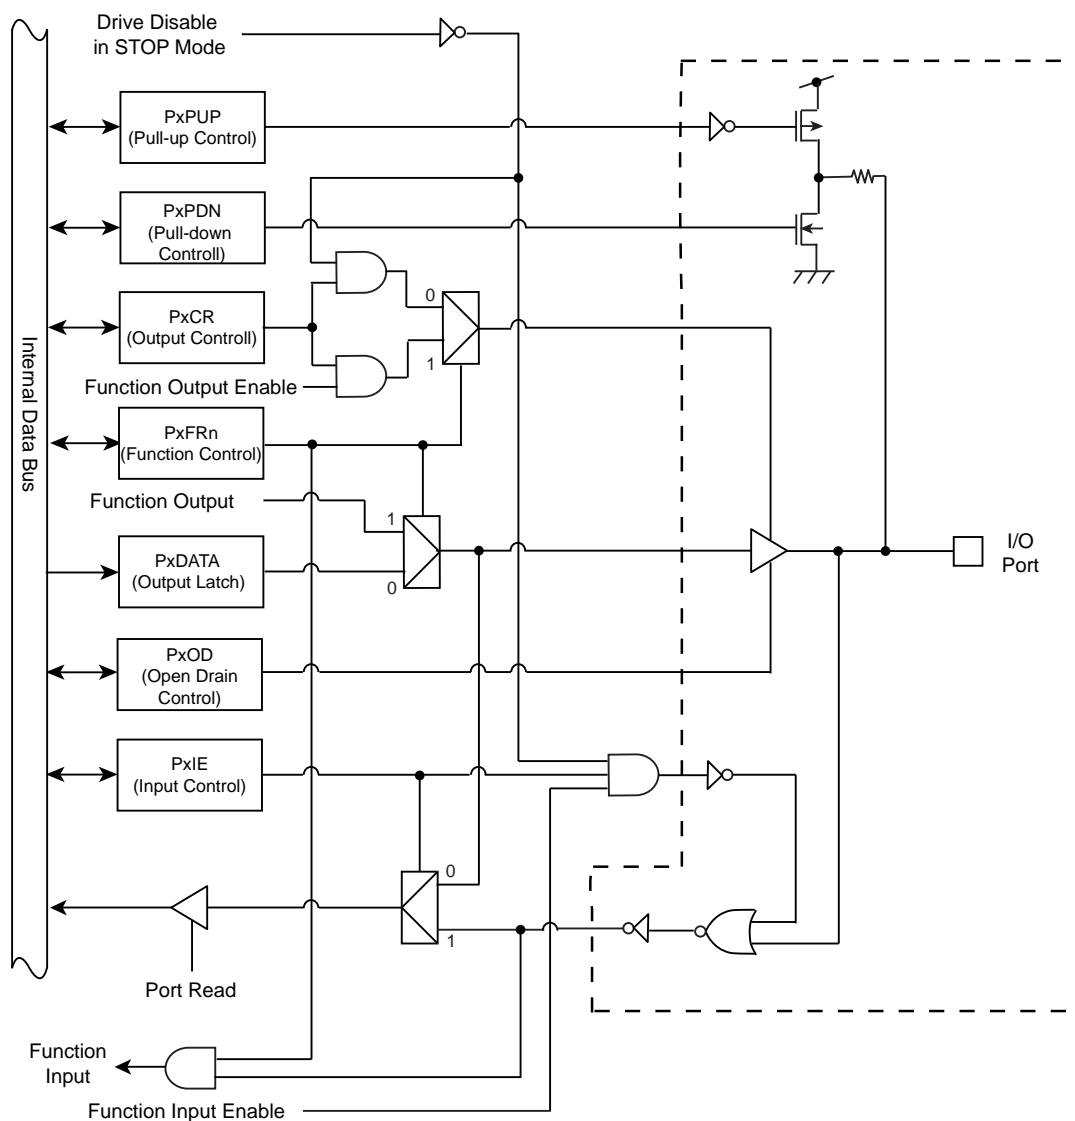 Drive Disable
in STOP Mode
PxPUP
(Pull-up Control)
PxPDN
(Pull-down
Controll)
PxCR
(Output Controll)
0
1
Function Output Enable
Internal Data Bus
PxFRn
(Function Control)
Function Output
1
0
PxDATA
(Output Latch)
I/O
Port
PxOD
(Open Drain
Control)
PxIE
(Input Control)
0
1
Port Read
Function
Input
Function Input Enable